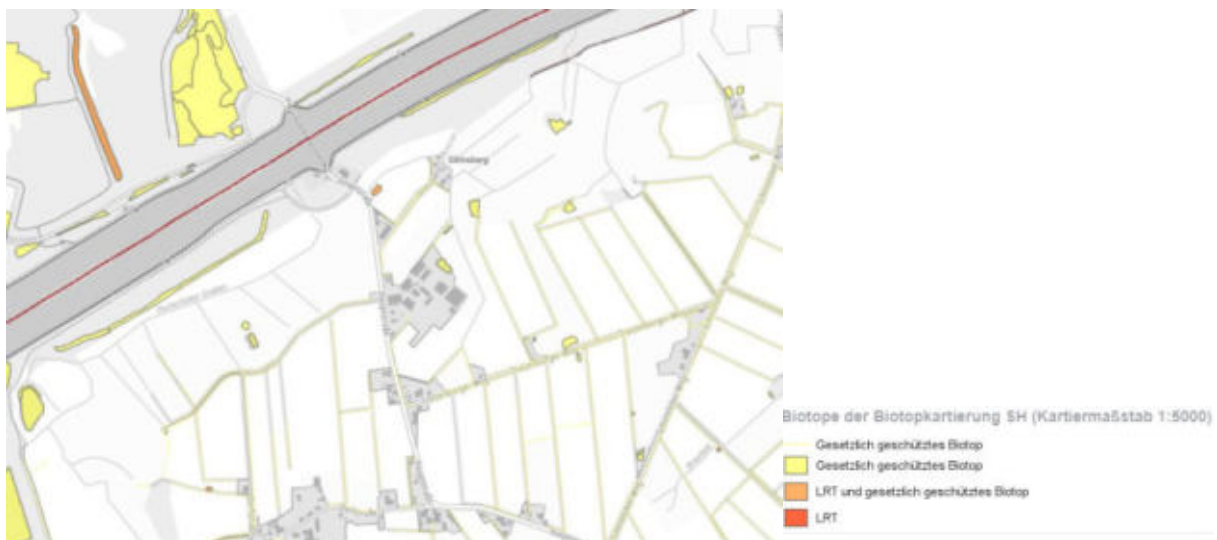 Biotope der Biotopkartierung SH (Kartiermaßstab 1:5000)
Gesetzlich geschütztes Biotop
Gesetzlich geschütztes Biotop
LRT und gesetzlich geschütztes Biotop
LRT